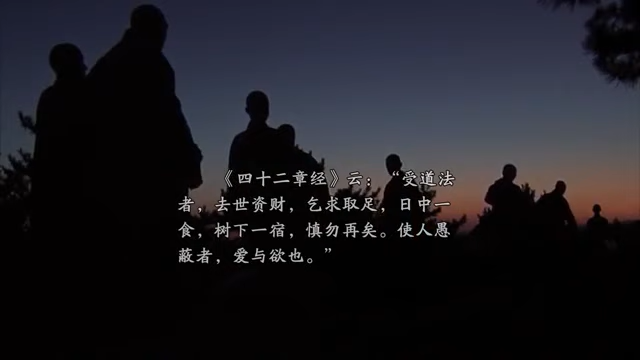 《四十二章经》云：“受道法
者，去世资财，乞求取足，日中一
食，树下一宿，慎勿再矣。使人愚
蔽者，爱与欲也。”